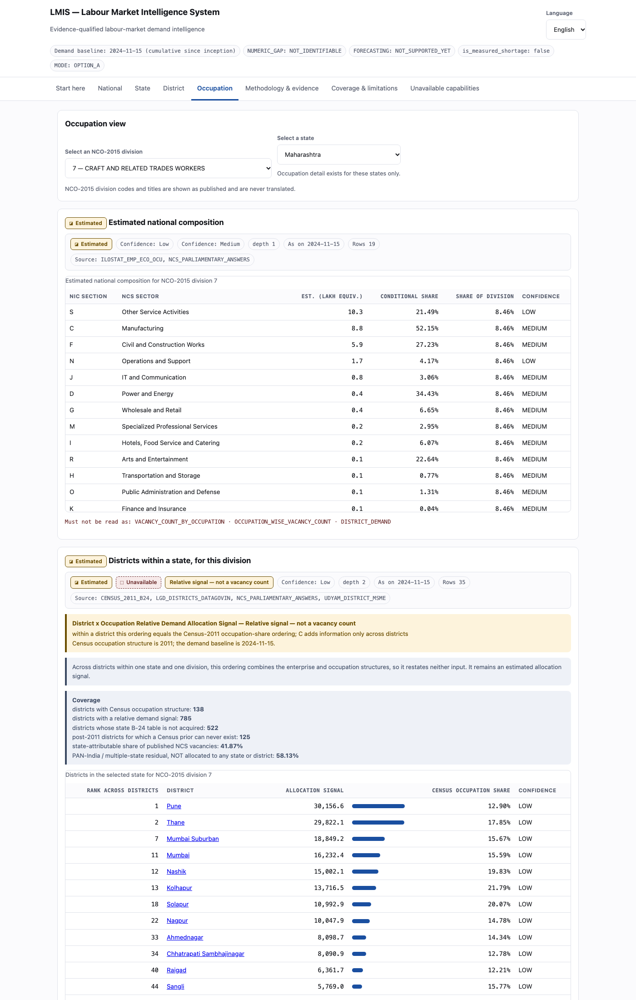 LMIS — Labour Market Intelligence System
Evidence-qualified labour-market demand intelligence
Language
English
Demand baseline: 2024-11-15 (cumulative since inception)
NUMERIC_GAP: NOT_IDENTIFIABLE
FORECASTING: NOT_SUPPORTED_YET
is_measured_shortage: false
MODE: OPTION_A
Start here National State District Occupation Methodology & evidence Coverage & limitations Unavailable capabilities
Occupation view
Select an NCO-2015 division
7 — CRAFT AND RELATED TRADES WORKERS
Select a state
Maharashtra
Occupation detail exists for these states only.
NCO-2015 division codes and titles are shown as published and are never translated.
Estimated Estimated national composition
Estimated Confidence: Low Confidence: Medium depth 1 As on 2024-11-15 Rows 19
Source: ILOSTAT_EMP_ECO_OCU, NCS_PARLIAMENTARY_ANSWERS
Estimated national composition for NCO-2015 division 7
NIC SECTION NCS SECTOR EST. (LAKH EQUIV.) CONDITIONAL SHARE SHARE OF DIVISION CONFIDENCE
S Other Service Activities 10.3 21.49% 8.46% LOW
C Manufacturing 8.8 52.15% 8.46% MEDIUM
F Civil and Construction Works 5.9 27.23% 8.46% MEDIUM
N Operations and Support 1.7 4.17% 8.46% LOW
J IT and Communication 0.8 3.06% 8.46% MEDIUM
D Power and Energy 0.4 34.43% 8.46% MEDIUM
G Wholesale and Retail 0.4 6.65% 8.46% MEDIUM
M Specialized Professional Services 0.2 2.95% 8.46% MEDIUM
I Hotels, Food Service and Catering 0.2 6.07% 8.46% MEDIUM
R Arts and Entertainment 0.1 22.64% 8.46% MEDIUM
H Transportation and Storage 0.1 0.77% 8.46% MEDIUM
O Public Administration and Defense 0.1 1.31% 8.46% MEDIUM
K Finance and Insurance 0.1 0.04% 8.46% MEDIUM
Must not be read as: VACANCY_COUNT_BY_OCCUPATION · OCCUPATION_WISE_VACANCY_COUNT · DISTRICT_DEMAND
Estimated Districts within a state, for this division
Estimated Unavailable Relative signal — not a vacancy count Confidence: Low depth 2 As on 2024-11-15 Rows 35
Source: CENSUS_2011_B24, LGD_DISTRICTS_DATAGOVIN, NCS_PARLIAMENTARY_ANSWERS, UDYAM_DISTRICT_MSME
District x Occupation Relative Demand Allocation Signal — Relative signal — not a vacancy count
within a district this ordering equals the Census-2011 occupation-share ordering; C adds information only across districts
Census occupation structure is 2011; the demand baseline is 2024-11-15.
Across districts within one state and one division, this ordering combines the enterprise and occupation structures, so it restates neither input. It remains an estimated allocation
signal.
Coverage
districts with Census occupation structure: 138
districts with a relative demand signal: 785
districts whose state B-24 table is not acquired: 522
post-2011 districts for which a Census prior can never exist: 125
state-attributable share of published NCS vacancies: 41.87%
PAN-India / multiple-state residual, NOT allocated to any state or district: 58.13%
Districts in the selected state for NCO-2015 division 7
RANK ACROSS DISTRICTS DISTRICT ALLOCATION SIGNAL CENSUS OCCUPATION SHARE CONFIDENCE
1 Pune 30,156.6 12.90% LOW
2 Thane 29,822.1 17.85% LOW
7 Mumbai Suburban 18,849.2 15.67% LOW
11 Mumbai 16,232.4 15.59% LOW
12 Nashik 15,002.1 19.83% LOW
13 Kolhapur 13,716.5 21.79% LOW
18 Solapur 10,992.9 20.07% LOW
22 Nagpur 10,047.9 14.78% LOW
33 Ahmednagar 8,098.7 14.34% LOW
34 Chhatrapati Sambhajinagar 8,090.9 12.78% LOW
40 Raigad 6,361.7 12.21% LOW
44 Sangli 5,769.0 15.77% LOW